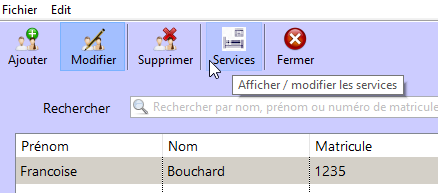 Fichier Edit
Ajouter Modifier Supprimer Services Fermer
Afficher / modifier les services
Rechercher Rechercher par nom, prénom ou numéro de matricule
Prénom Nom Matricule
Francoise Bouchard 1235